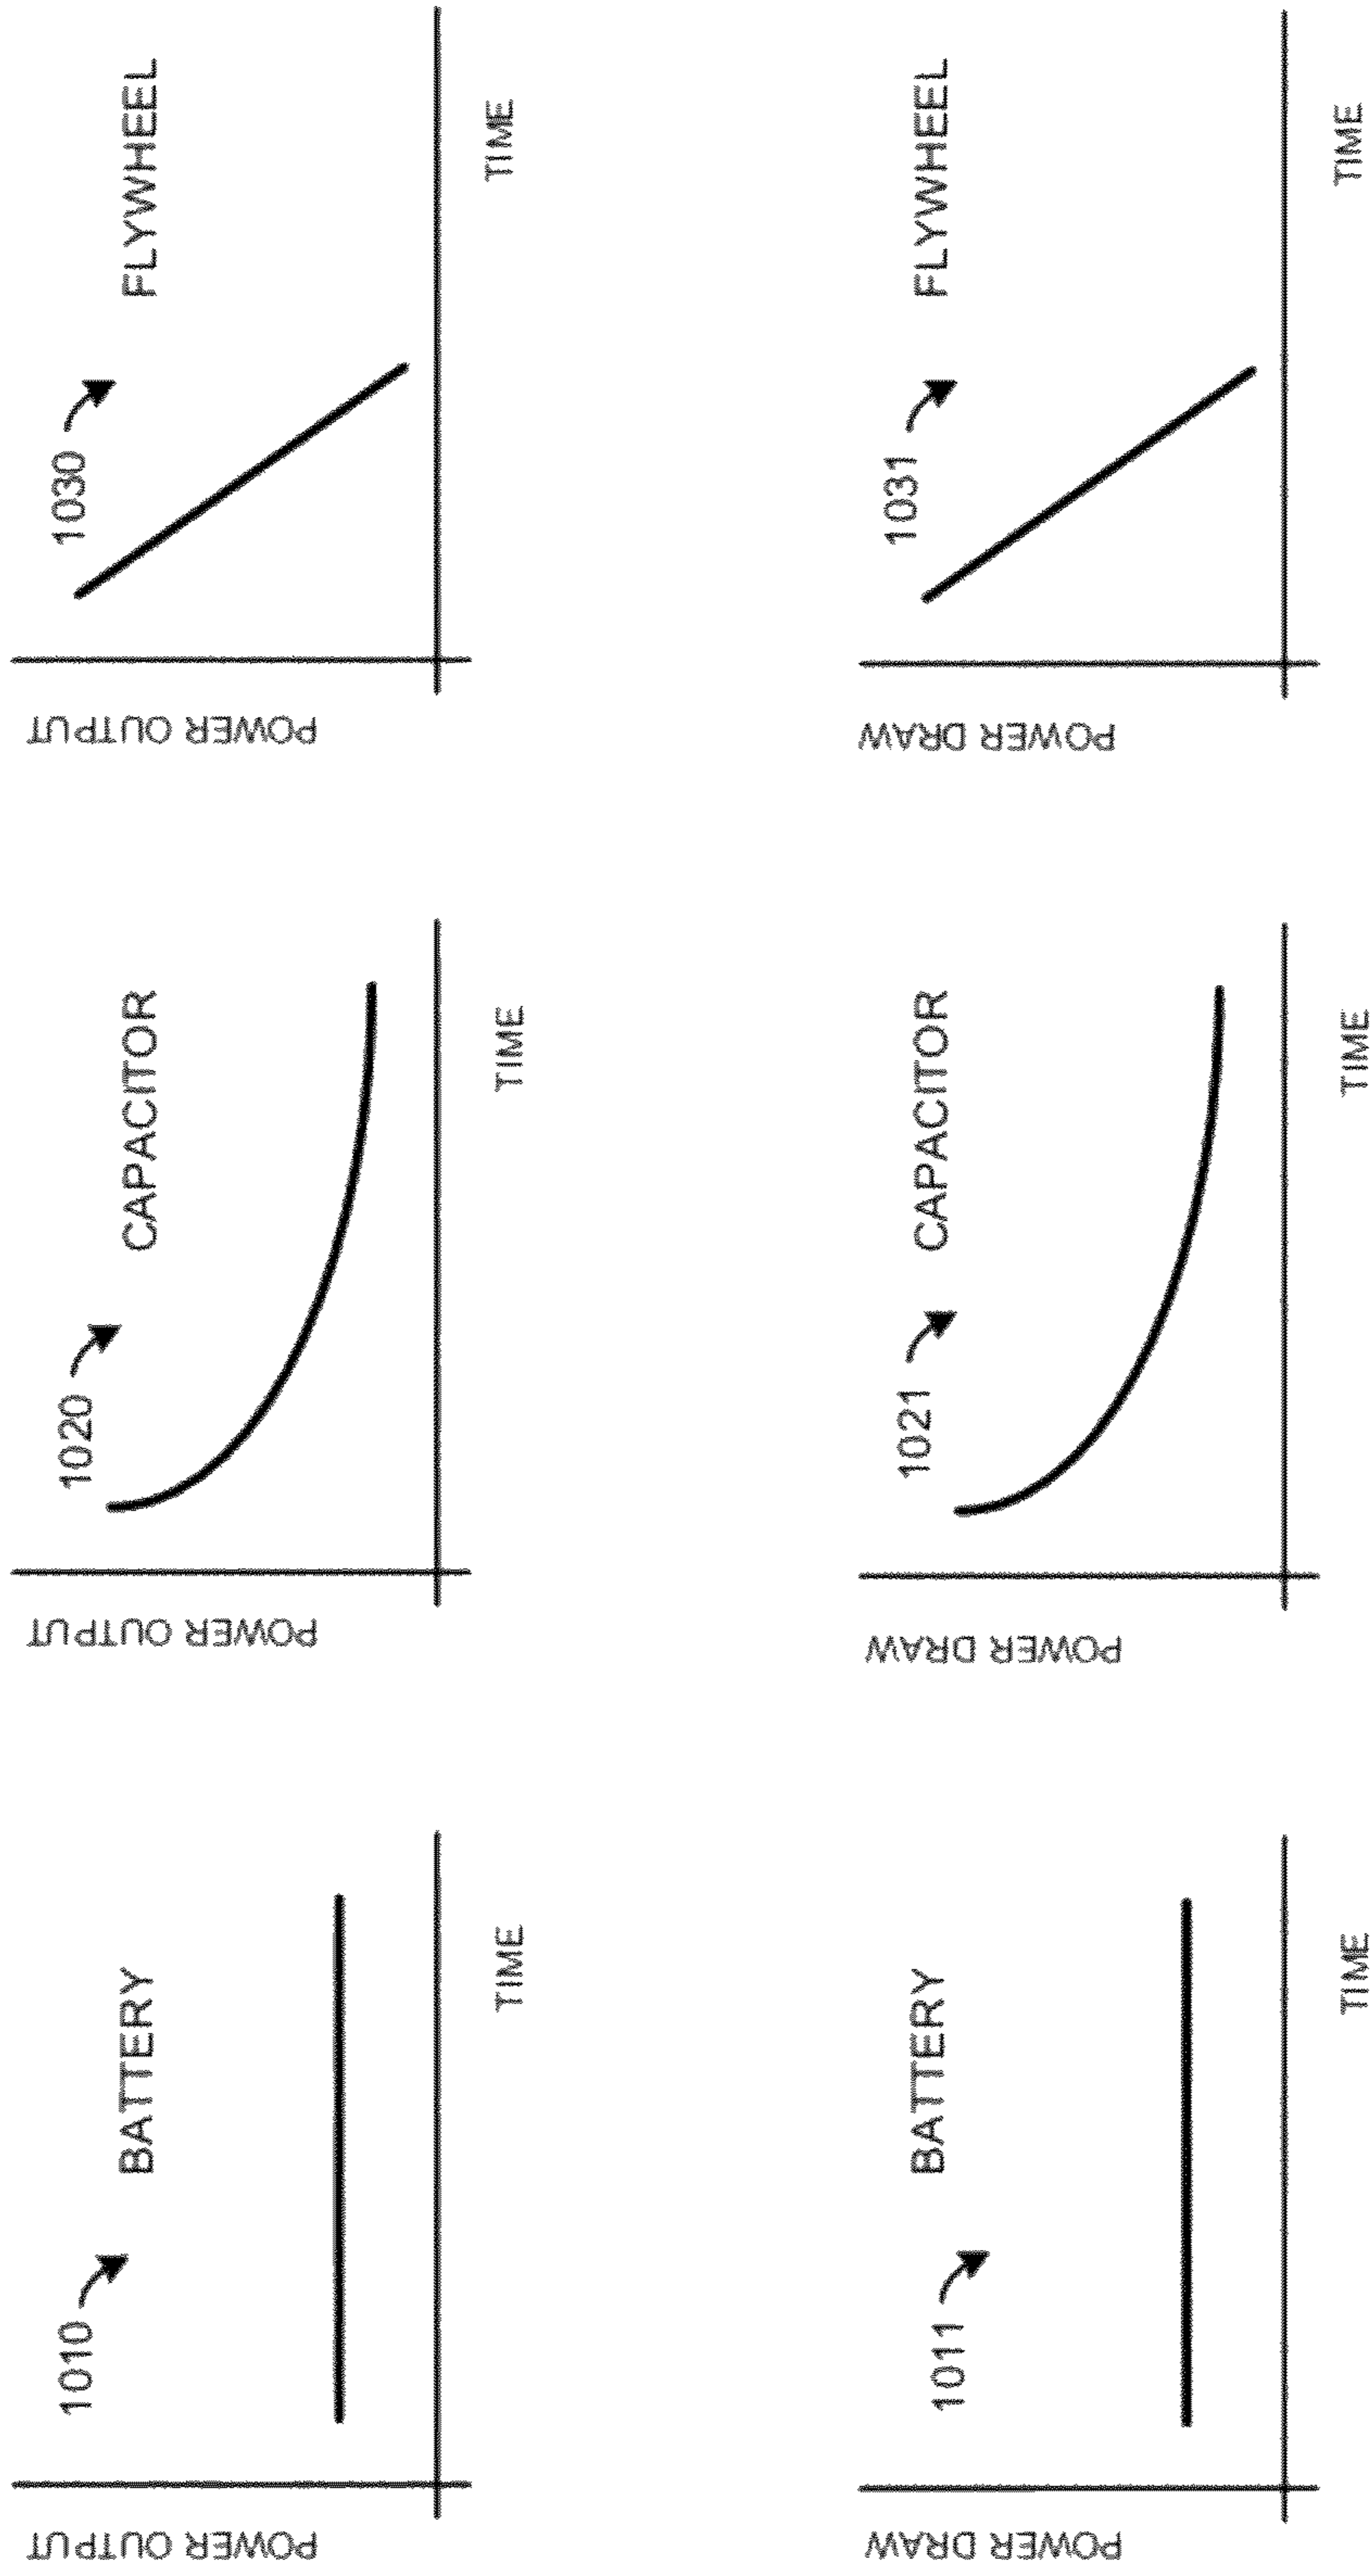 1010
BATTERY
POWER OUTPUT
TIME
1020
CAPACITOR
POWER OUTPUT
TIME
1030
FLYWHEEL
POWER OUTPUT
TIME
1011
BATTERY
POWER DRAW
TIME
1021
CAPACITOR
POWER DRAW
TIME
1031
FLYWHEEL
POWER DRAW
TIME